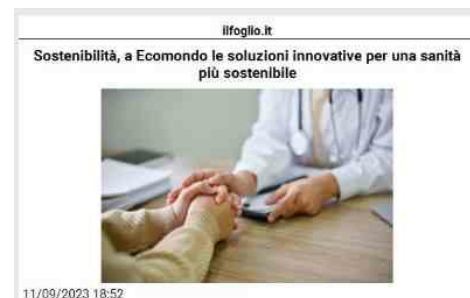 ilfoglio.it
Sostenibilità, a Ecomondo le soluzioni innovative per una sanità
più sostenibile
11/09/2023 18:52